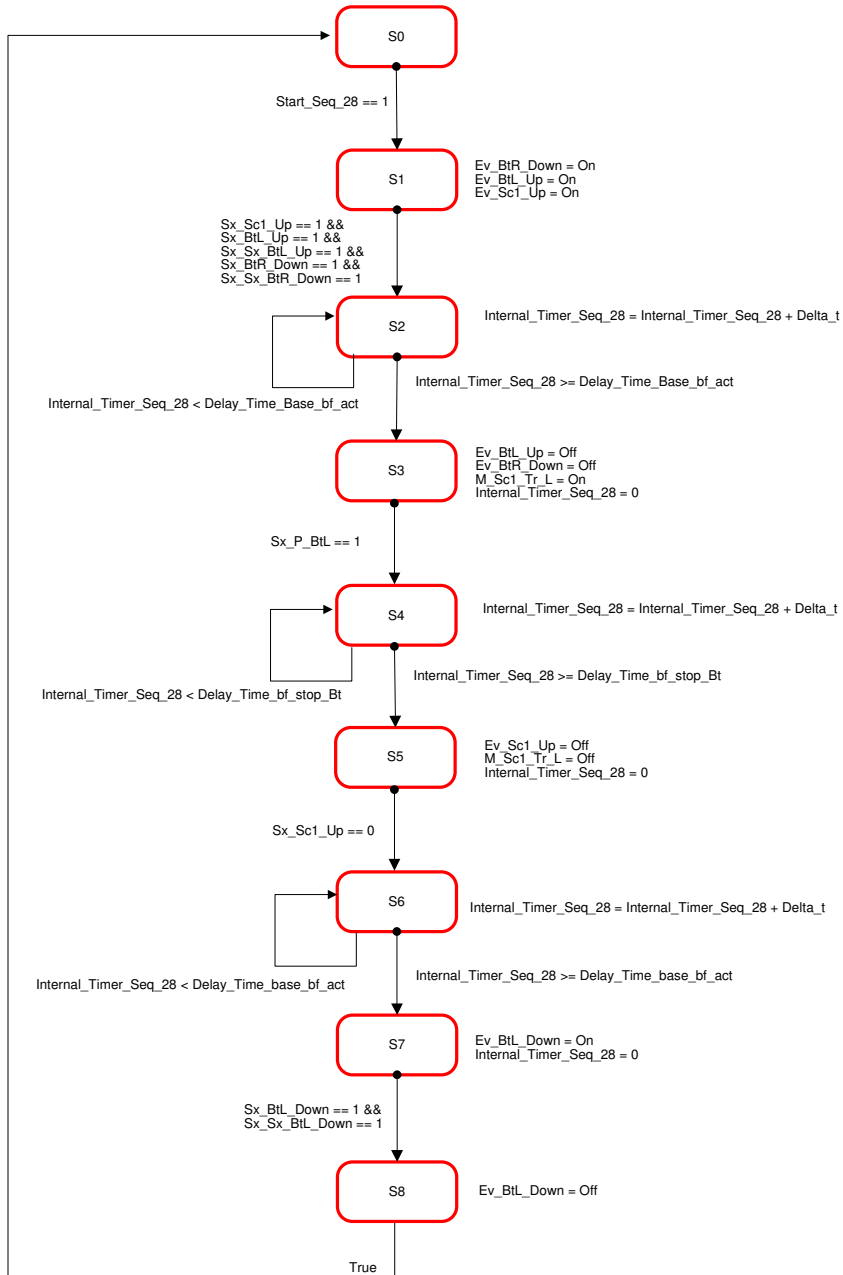 S0
Start_Seq_28 == 1
S1
Ev_BtR_Down = On
Ev_BtL_Up = On
Ev_Sc1_Up = On
Sx_Sc1_Up == 1 &&
Sx_BtL_Up == 1 &&
Sx_Sx_BtL_Up == 1 &&
Sx_BtR_Down == 1 &&
Sx_Sx_BtR_Down == 1
S2
Internal_Timer_Seq_28 = Internal_Timer_Seq_28 + Delta_t
Internal_Timer_Seq_28 < Delay_Time_Base_bf_act
Internal_Timer_Seq_28 >= Delay_Time_Base_bf_act
S3
Ev_BtL_Up = Off
Ev_BtR_Down = Off
M_Sc1_Tr_L = On
Internal_Timer_Seq_28 = 0
Sx_P_BtL == 1
S4
Internal_Timer_Seq_28 = Internal_Timer_Seq_28 + Delta_t
Internal_Timer_Seq_28 < Delay_Time_bf_stop_Bt
Internal_Timer_Seq_28 >= Delay_Time_bf_stop_Bt
S5
Ev_Sc1_Up = Off
M_Sc1_Tr_L = Off
Internal_Timer_Seq_28 = 0
Sx_Sc1_Up == 0
S6
Internal_Timer_Seq_28 = Internal_Timer_Seq_28 + Delta_t
Internal_Timer_Seq_28 < Delay_Time_base_bf_act
Internal_Timer_Seq_28 >= Delay_Time_base_bf_act
S7
Ev_BtL_Down = On
Internal_Timer_Seq_28 = 0
Sx_BtL_Down == 1 &&
Sx_Sx_BtL_Down == 1
S8
Ev_BtL_Down = Off
True